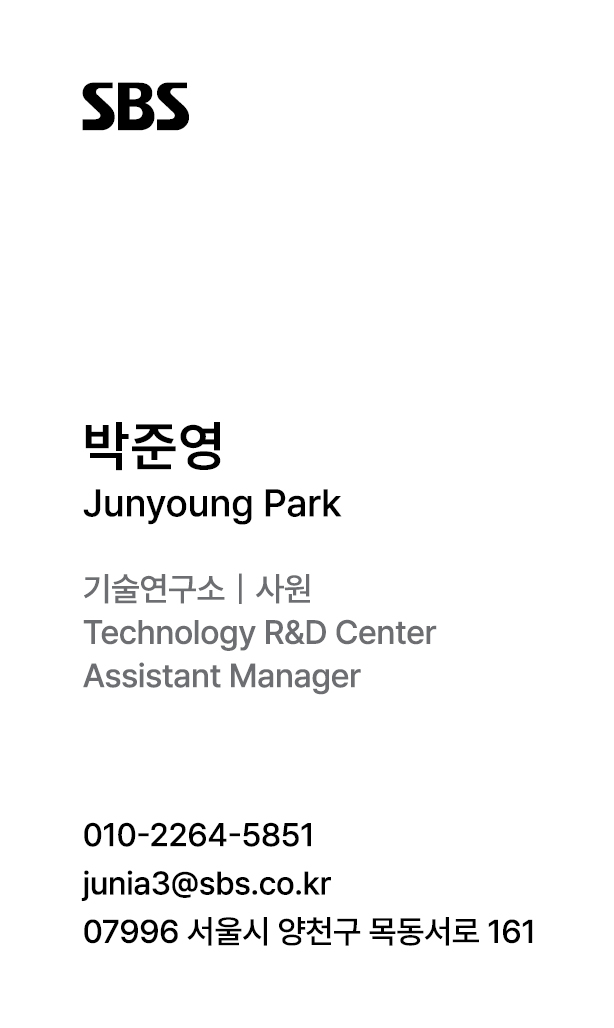 SBS
박준영
Junyoung Park
기술연구소 | 사원
Technology R&D Center
Assistant Manager
010-2264-5851
junia3@sbs.co.kr
07996 서울시 양천구 목동서로 161